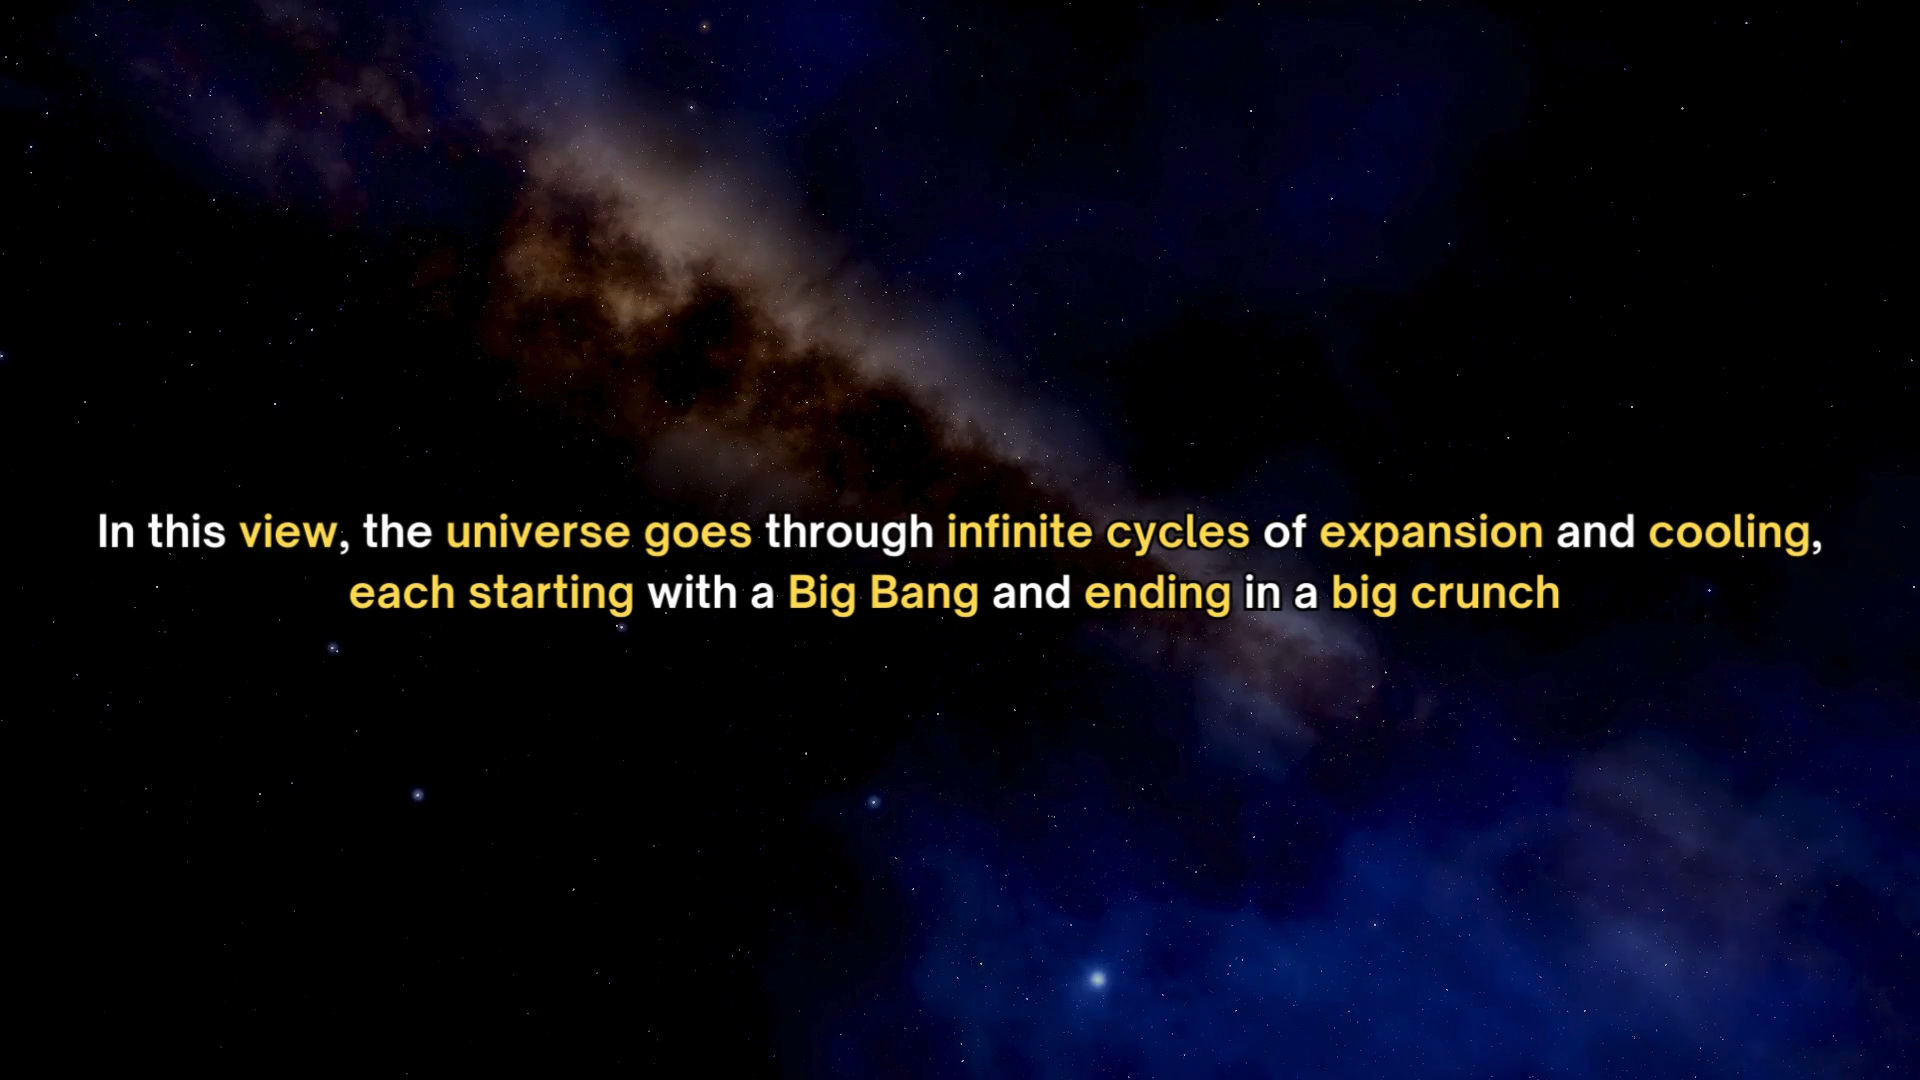 In this view, the universe goes through infinite cycles of expansion and cooling,
each starting with a Big Bang and ending in a big crunch